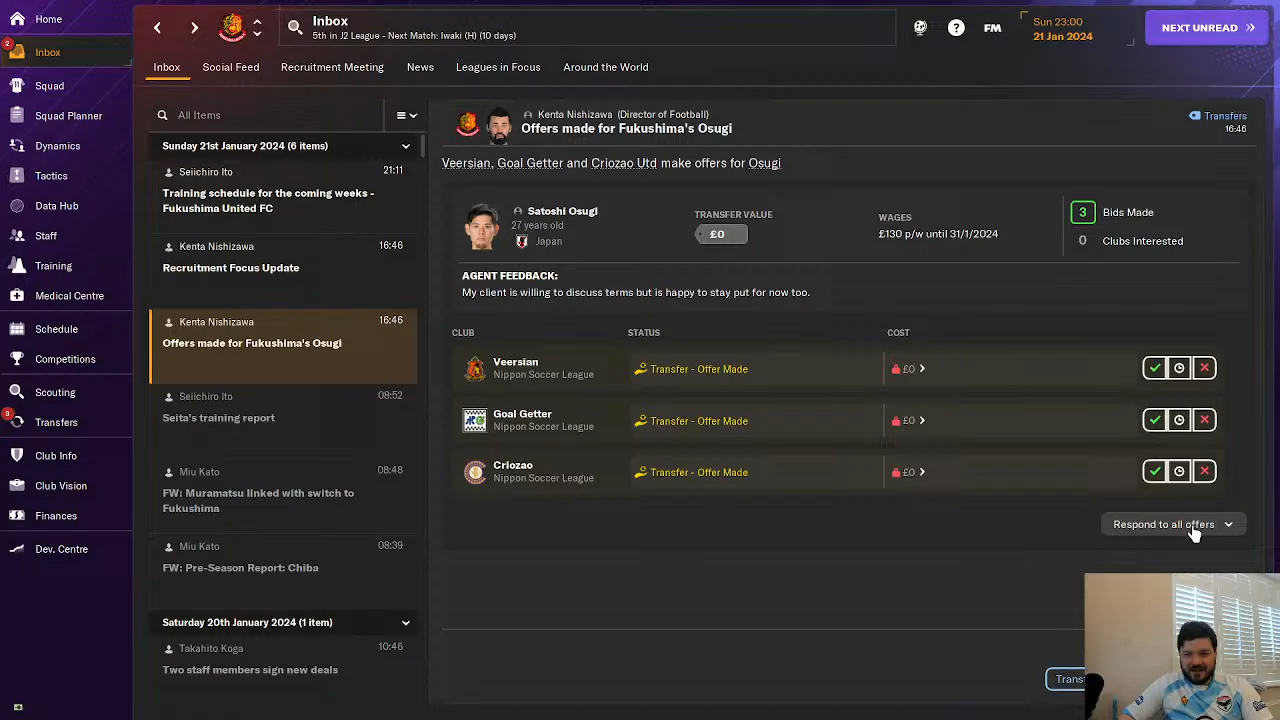 Home
Inbox
5th in J2 League - Next Match: Iwaki (H) (10 days)
?
FM
Sun 23:00
21 Jan 2024
NEXT UNREAD
2
Inbox
Squad
Squad Planner
Dynamics
Tactics
Data Hub
Staff
Training
Medical Centre
Schedule
Competitions
Scouting
3
Transfers
Club Info
Club Vision
Finances
Dev. Centre
Inbox
Social Feed
Recruitment Meeting
News
Leagues in Focus
Around the World
All Items
Sunday 21st January 2024 (6 items)
Seiichiro Ito
21:11
Training schedule for the coming weeks -
Fukushima United FC
Kenta Nishizawa
16:46
Recruitment Focus Update
Kenta Nishizawa
16:46
Offers made for Fukushima's Osugi
Seiichiro Ito
08:52
Seita's training report
Miu Kato
08:48
FW: Muramatsu linked with switch to
Fukushima
Miu Kato
08:39
FW: Pre-Season Report: Chiba
Saturday 20th January 2024 (1 item)
Takahito Koga
10:46
Two staff members sign new deals
Kenta Nishizawa (Director of Football)
Offers made for Fukushima's Osugi
Transfers
16:46
Veersian, Goal Getter and Criozao Utd make offers for Osugi
Satoshi Osugi
27 years old
Japan
TRANSFER VALUE
£0
WAGES
£130 p/w until 31/1/2024
3 Bids Made
0 Clubs Interested
AGENT FEEDBACK:
My client is willing to discuss terms but is happy to stay put for now too.
CLUB
STATUS
COST
Veersian
Nippon Soccer League
Transfer - Offer Made
£0
Goal Getter
Nippon Soccer League
Transfer - Offer Made
£0
Criozao
Nippon Soccer League
Transfer - Offer Made
£0
Respond to all offers